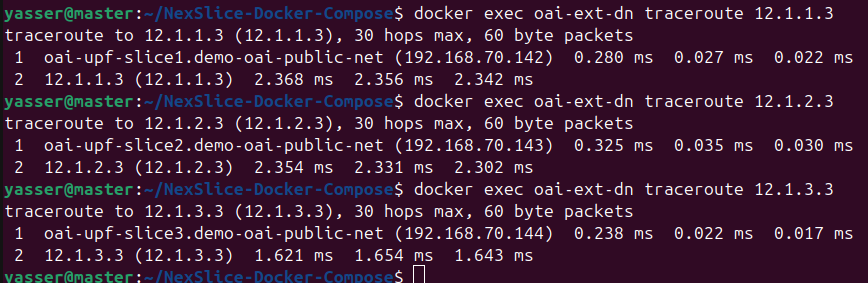 yasser@master:~/NexSlice-Docker-Compose$ docker exec oai-ext-dn traceroute 12.1.1.3
traceroute to 12.1.1.3 (12.1.1.3), 30 hops max, 60 byte packets
 1  oai-upf-slice1.demo-oai-public-net (192.168.70.142)  0.280 ms  0.027 ms  0.022 ms
 2  12.1.1.3 (12.1.1.3)  2.368 ms  2.356 ms  2.342 ms
yasser@master:~/NexSlice-Docker-Compose$ docker exec oai-ext-dn traceroute 12.1.2.3
traceroute to 12.1.2.3 (12.1.2.3), 30 hops max, 60 byte packets
 1  oai-upf-slice2.demo-oai-public-net (192.168.70.143)  0.325 ms  0.035 ms  0.030 ms
 2  12.1.2.3 (12.1.2.3)  2.354 ms  2.331 ms  2.302 ms
yasser@master:~/NexSlice-Docker-Compose$ docker exec oai-ext-dn traceroute 12.1.3.3
traceroute to 12.1.3.3 (12.1.3.3), 30 hops max, 60 byte packets
 1  oai-upf-slice3.demo-oai-public-net (192.168.70.144)  0.238 ms  0.022 ms  0.017 ms
 2  12.1.3.3 (12.1.3.3)  1.621 ms  1.654 ms  1.643 ms
yasser@master:~/NexSlice-Docker-Compose$